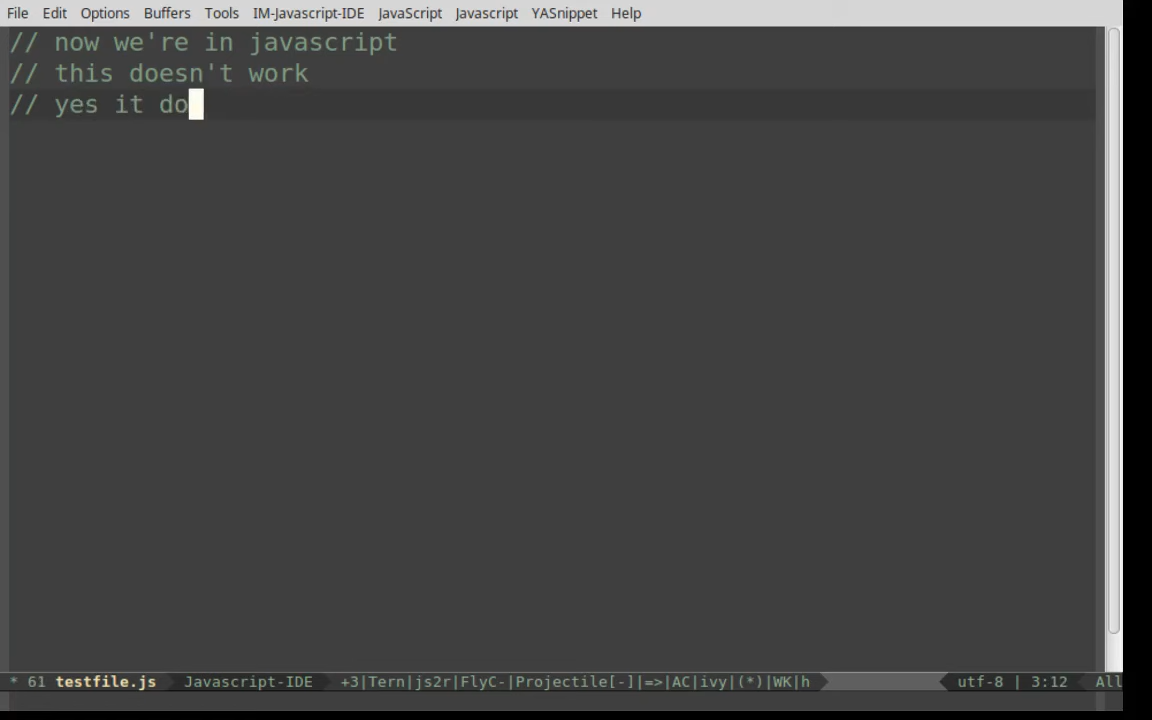 File Edit Options Buffers Tools IM-Javascript-IDE JavaScript Javascript YASnippet Help
// now we're in javascript
// this doesn't work
// yes it do
* 61 testfile.js Javascript-IDE +3|Tern|js2r|FlyC-|Projectile[-]|=>|AC|ivy|(*)|WK|h utf-8 | 3:12 All